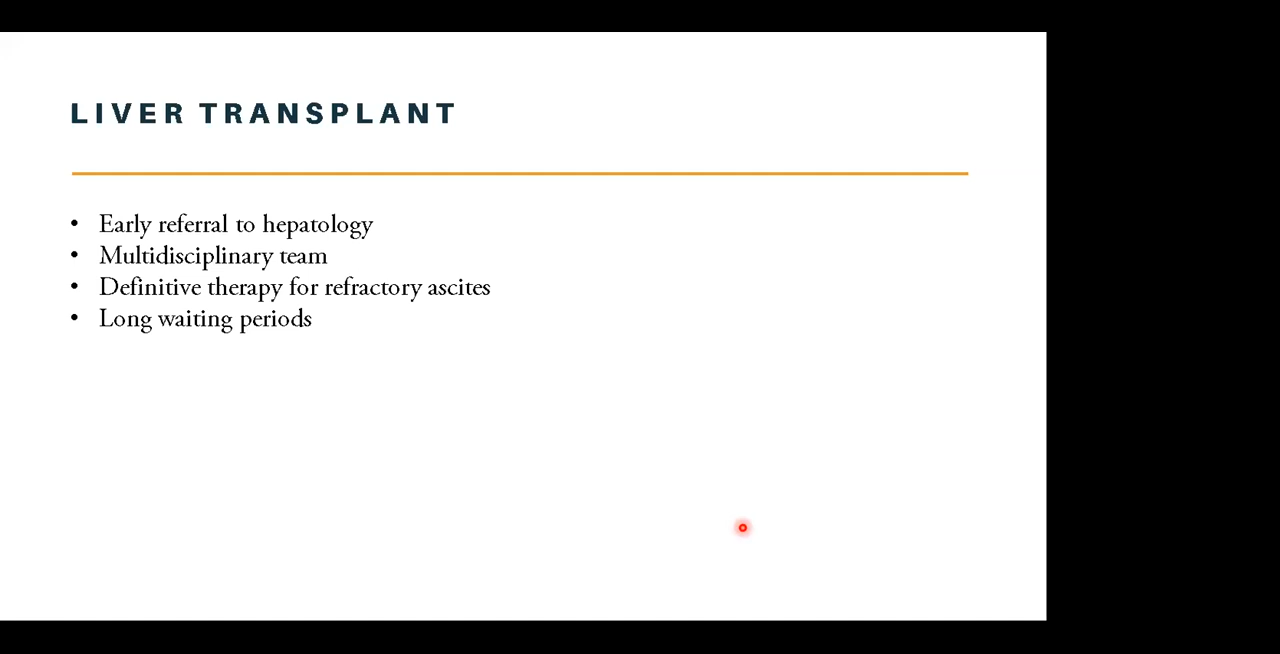 LIVER TRANSPLANT
• Early referral to hepatology
• Multidisciplinary team
• Definitive therapy for refractory ascites
• Long waiting periods